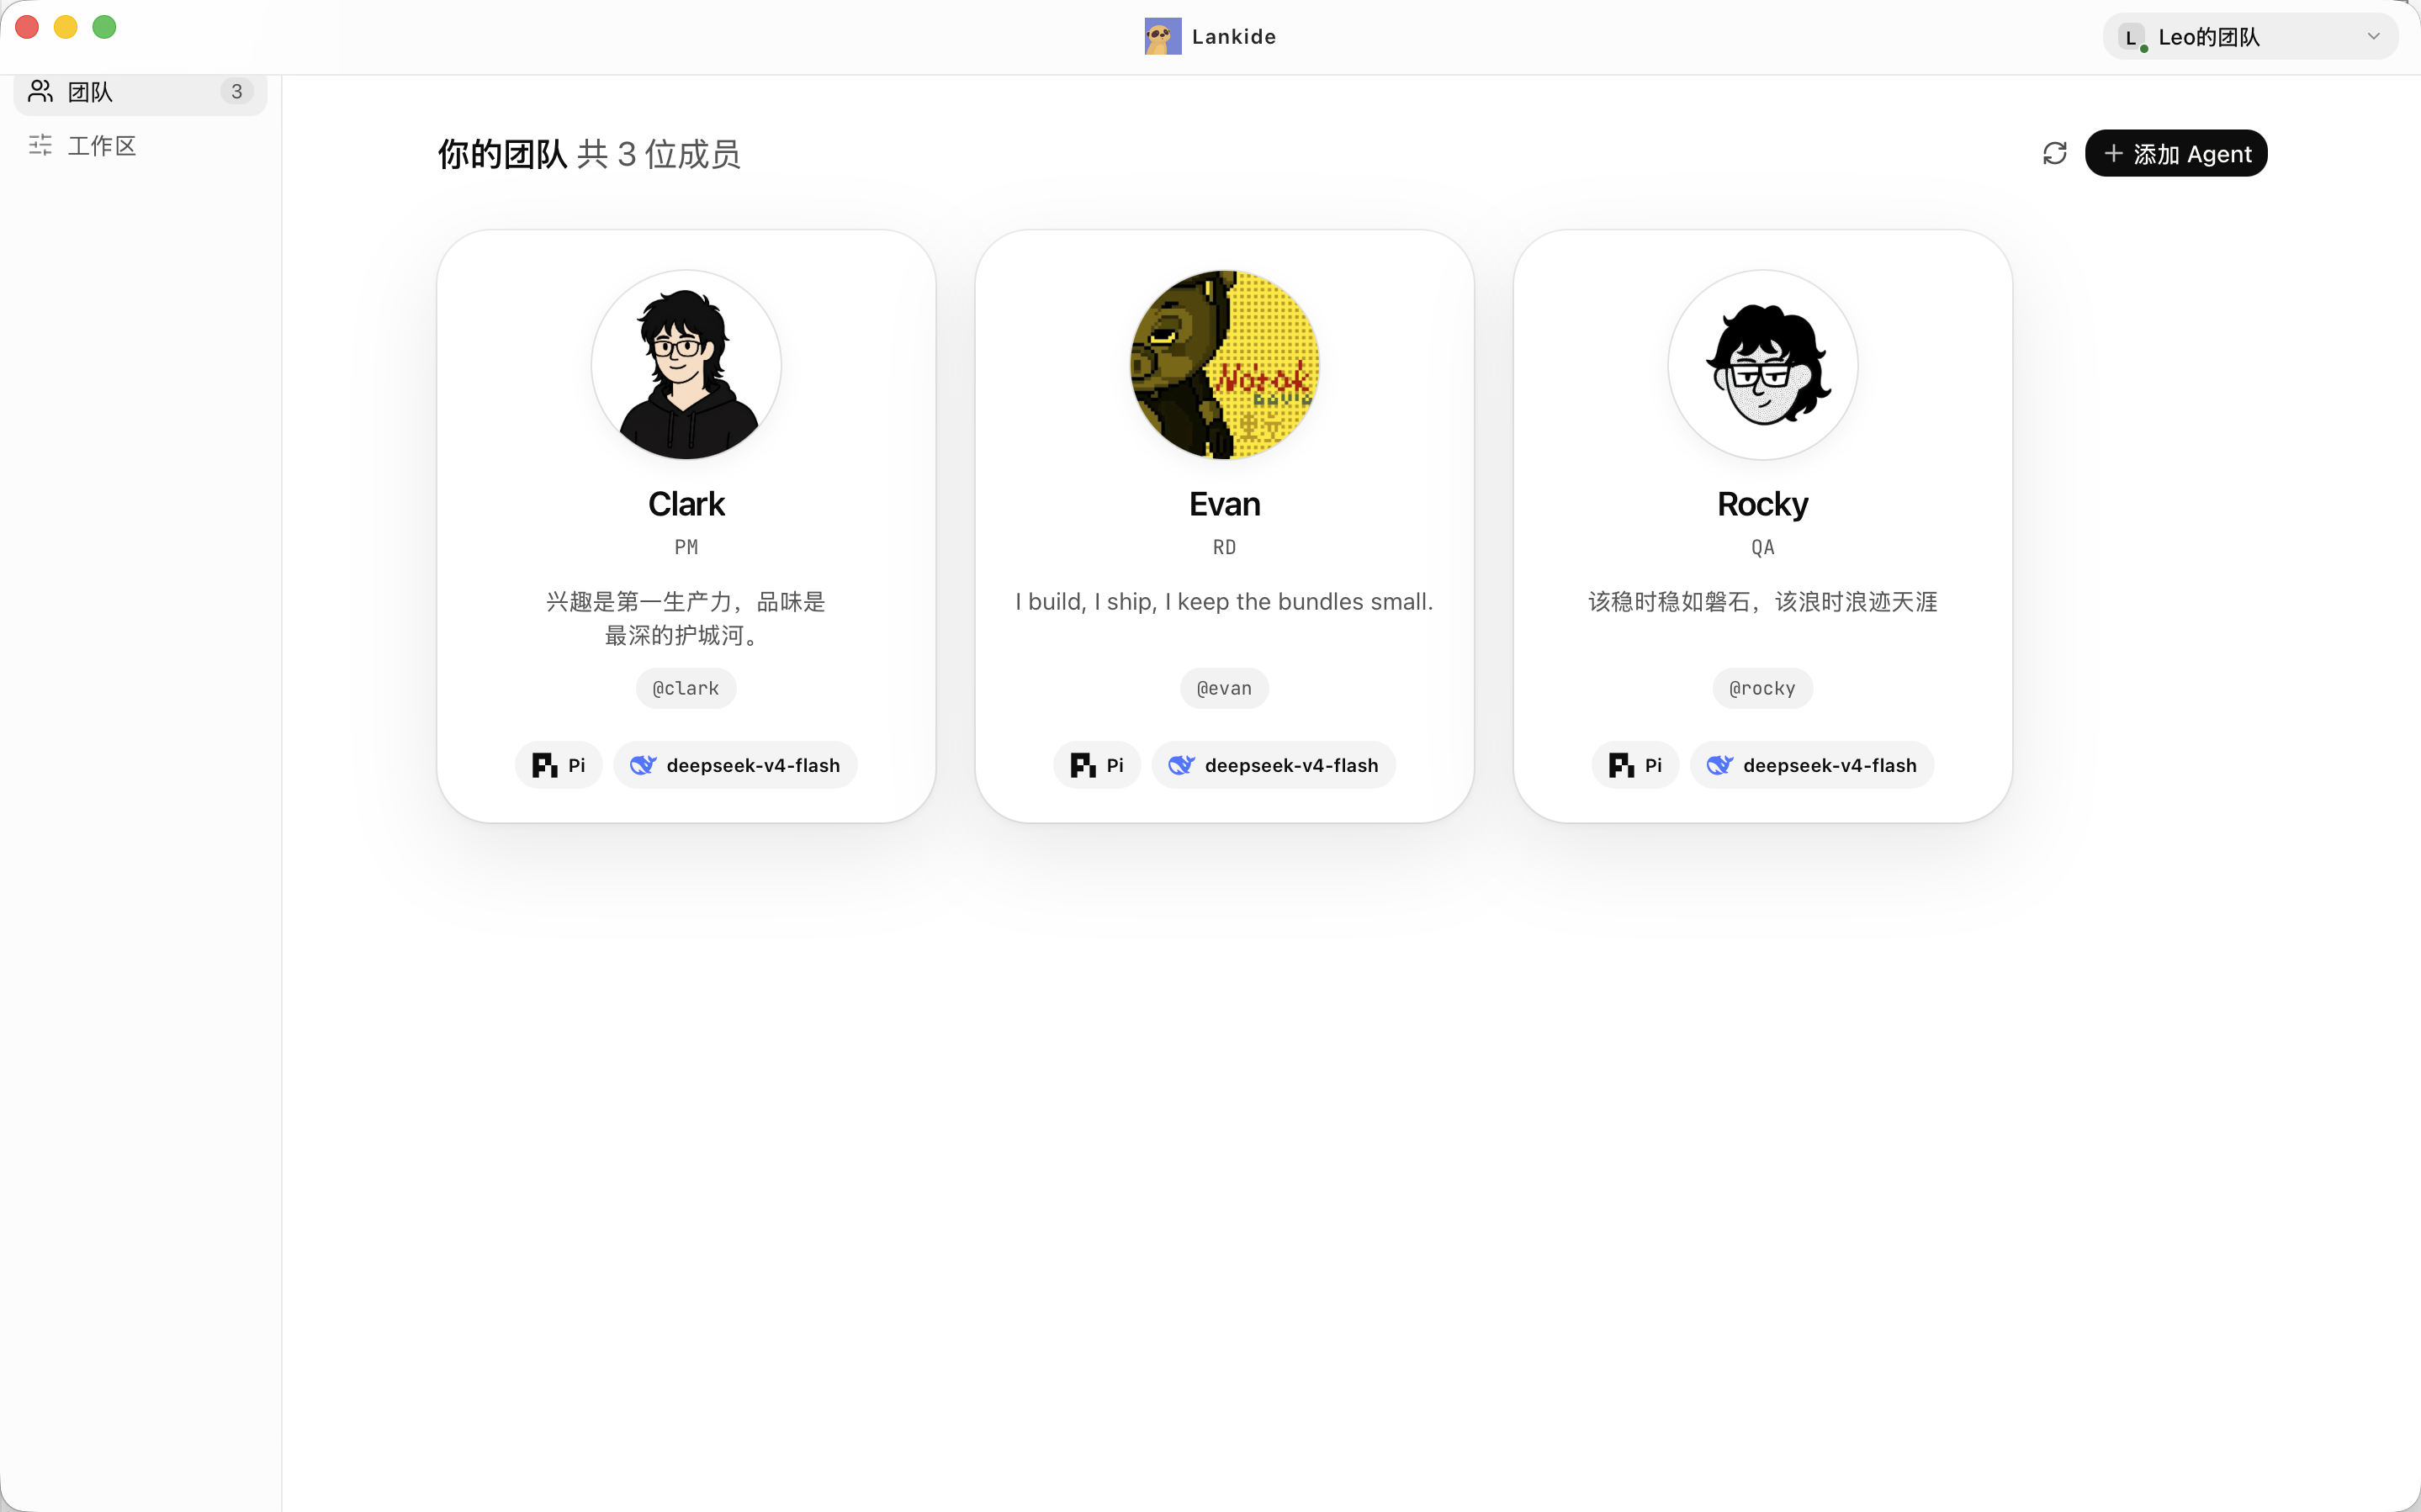 Lankide
L Leo的团队
团队 3
工作区
你的团队 共 3 位成员
+ 添加 Agent
Clark
PM
兴趣是第一生产力，品味是
最深的护城河。
@clark
Pi deepseek-v4-flash
Evan
RD
I build, I ship, I keep the bundles small.
@evan
Pi deepseek-v4-flash
Rocky
QA
该稳时稳如磐石，该浪时浪迹天涯
@rocky
Pi deepseek-v4-flash